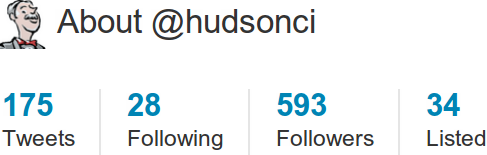 About @hudsonci
175 28 593 34
Tweets Following Followers Listed